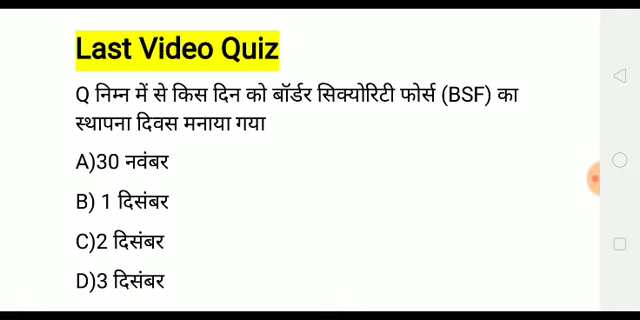 Last Video Quiz
Q निम्न में से किस दिन को बॉर्डर सिक्योरिटी फोर्स (BSF) का
स्थापना दिवस मनाया गया
A)30 नवंबर
B) 1 दिसंबर
C)2 दिसंबर
D)3 दिसंबर